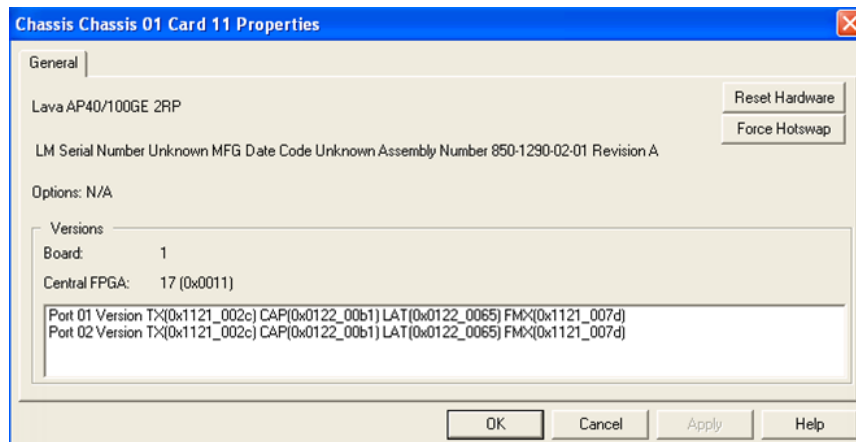 Chassis Chassis 01 Card 11 Properties
General
Lava AP40/100GE 2RP
Reset Hardware
Force Hotswap
LM Serial Number Unknown MFG Date Code Unknown Assembly Number 850-1290-02-01 Revision A
Options: N/A
Versions
Board: 1
Central FPGA: 17 (0x0011)
Port 01 Version TX(0x1121_002c) CAP(0x0122_00b1) LAT(0x0122_0065) FMX(0x1121_007d)
Port 02 Version TX(0x1121_002c) CAP(0x0122_00b1) LAT(0x0122_0065) FMX(0x1121_007d)
OK Cancel Apply Help